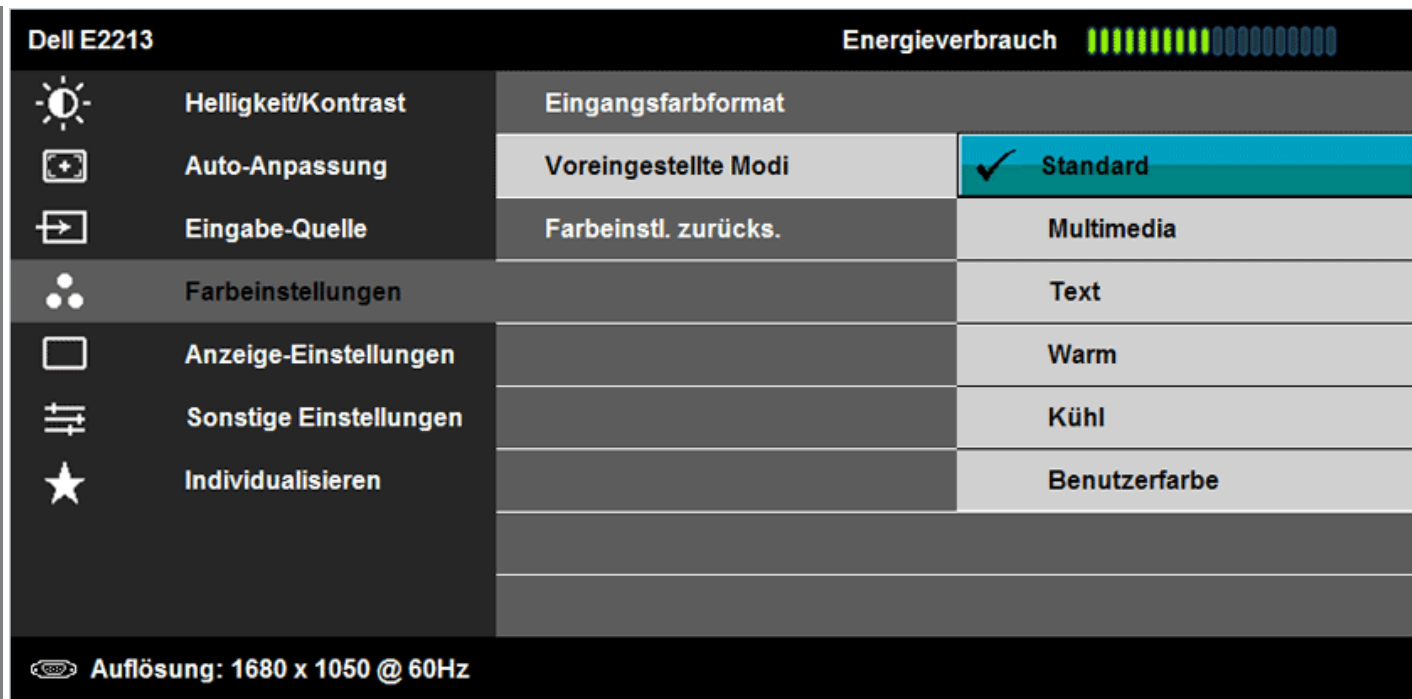 Dell E2213 Energieverbrauch
Helligkeit/Kontrast Eingangsfarbformat
Auto-Anpassung Voreingestellte Modi Standard
Eingabe-Quelle Farbeinstl. zurücks. Multimedia
Farbeinstellungen Text
Anzeige-Einstellungen Warm
Sonstige Einstellungen Kühl
Individualisieren Benutzerfarbe
Auflösung: 1680 x 1050 @ 60Hz